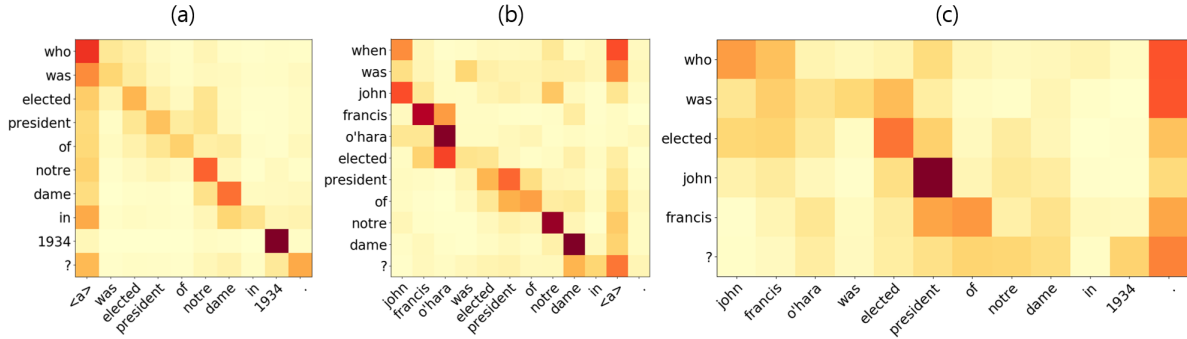 (a)
who
was
elected
president
of
notre
dame
in
1934
?
<a>
was
elected
president
of
notre
dame
in
1934
.
(b)
when
was
john
francis
o'hara
elected
president
of
notre
dame
?
john
francis
o'hara
was
elected
president
of
notre
dame
in
<a>
.
(c)
who
was
elected
john
francis
?
john
francis
o'hara
was
elected
president
of
notre
dame
in
1934
.